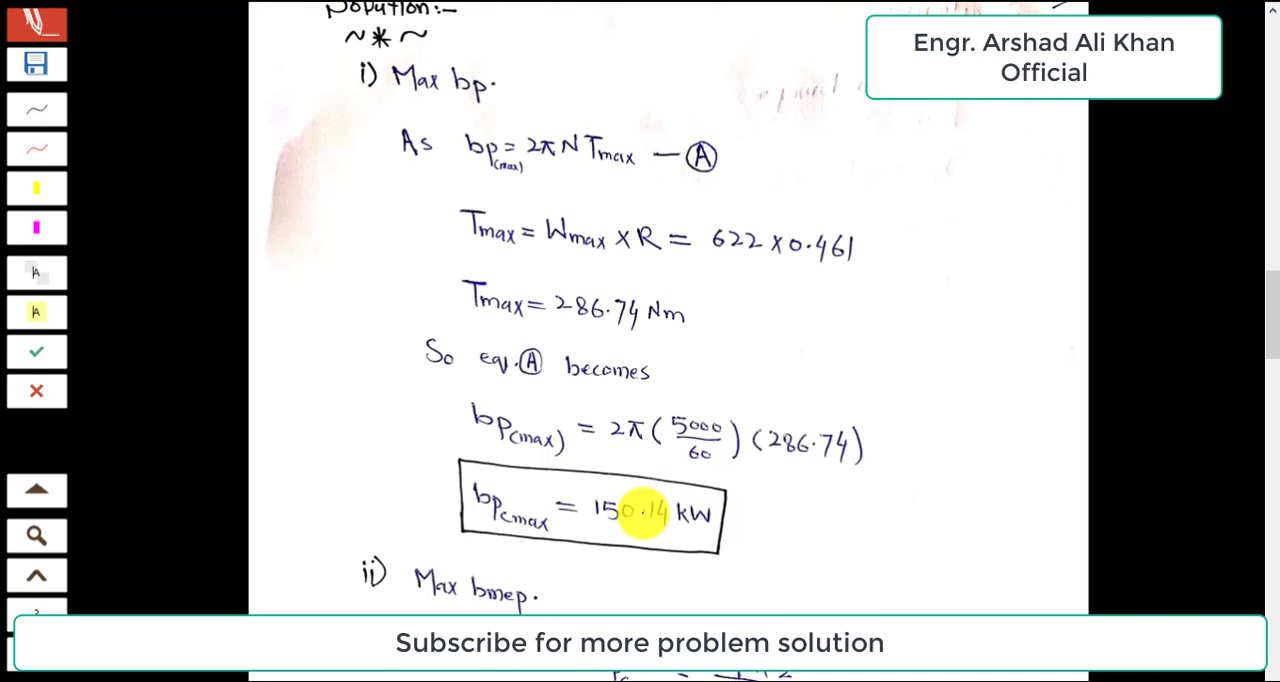 Solution:-
~*~
Engr. Arshad Ali Khan
Official
i) Max bp.
As bp(max) = 2πN Tmax — Ⓐ
Tmax = Wmax × R = 622 × 0.461
Tmax = 286.74 Nm
So eq. Ⓐ becomes
bp(max) = 2π (5000/60) (286.74)
bp(max = 150.14 kW
ii) Max bmep.
Subscribe for more problem solution